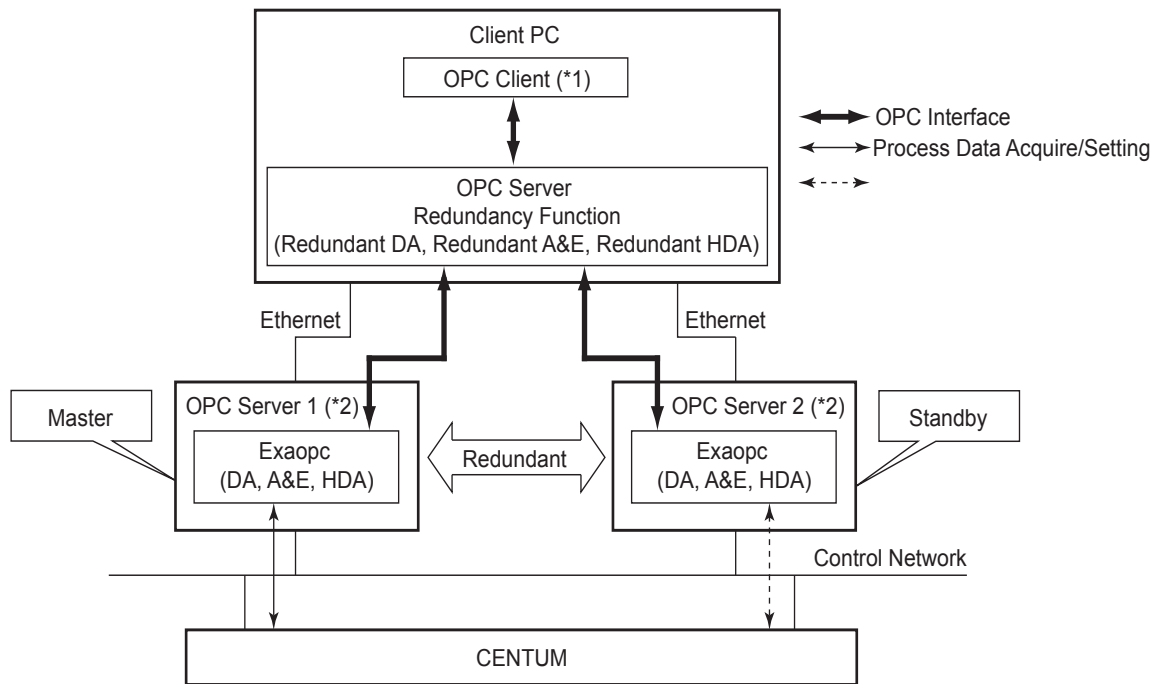 Client PC
OPC Client (*1)
OPC Interface
Process Data Acquire/Setting
OPC Server
Redundancy Function
(Redundant DA, Redundant A&E, Redundant HDA)
Ethernet
Ethernet
Master
OPC Server 1 (*2)
Exaopc
(DA, A&E, HDA)
Redundant
OPC Server 2 (*2)
Exaopc
(DA, A&E, HDA)
Standby
Control Network
CENTUM